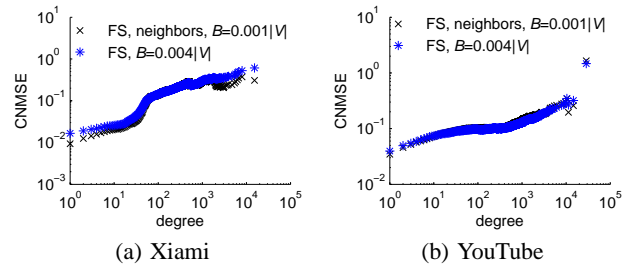 10^1
10^0
10^-1
10^-2
10^-3
CNMSE
× FS, neighbors, B=0.001|V|
∗ FS, B=0.004|V|
10^0 10^1 10^2 10^3 10^4 10^5
degree
(a) Xiami
10^1
10^0
10^-1
10^-2
CNMSE
× FS, neighbors, B=0.001|V|
∗ FS, B=0.004|V|
10^0 10^1 10^2 10^3 10^4 10^5
degree
(b) YouTube